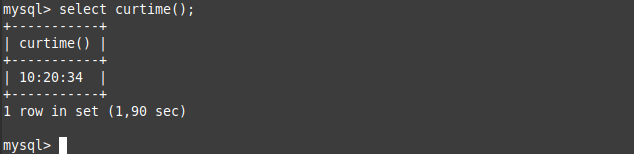 mysql> select curtime();
+-----------+
| curtime() |
+-----------+
| 10:20:34  |
+-----------+
1 row in set (1,90 sec)
mysql>